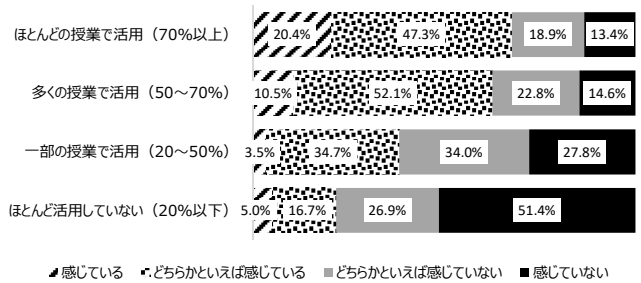 ほとんどの授業で活用（70%以上） 20.4% 47.3% 18.9% 13.4%
多くの授業で活用（50～70%） 10.5% 52.1% 22.8% 14.6%
一部の授業で活用（20～50%） 3.5% 34.7% 34.0% 27.8%
ほとんど活用していない（20%以下） 5.0% 16.7% 26.9% 51.4%
感じている どちらかといえば感じている どちらかといえば感じていない 感じていない